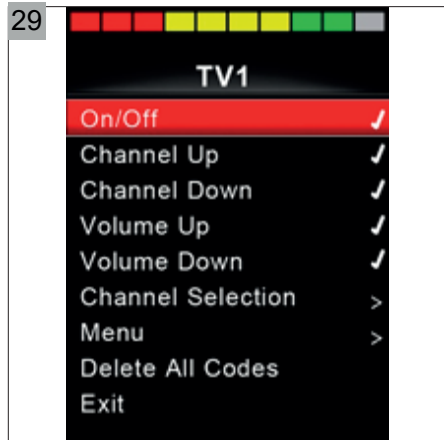 29
TV1
On/Off ✓
Channel Up ✓
Channel Down ✓
Volume Up ✓
Volume Down ✓
Channel Selection >
Menu >
Delete All Codes
Exit